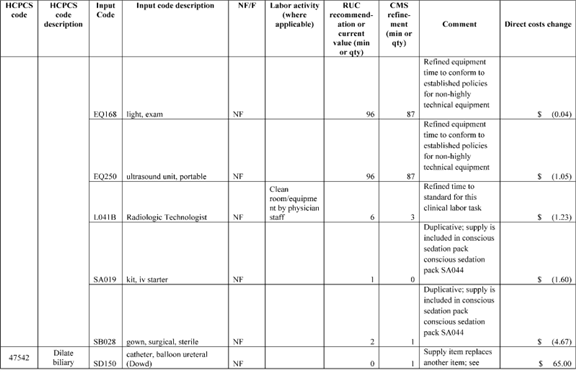 HCPCS code
HCPCS code description
Input Code
Input code description
NF/F
Labor activity (where applicable)
RUC recommend-ation or current value (min or qty)
CMS refine-ment (min or qty)
Comment
Direct costs change
EQ168 light, exam NF 96 87
Refined equipment
time to conform to
established policies
for non-highly
technical equipment
$ (0.04)
EQ250 ultrasound unit, portable NF 96 87
Refined equipment
time to conform to
established policies
for non-highly
technical equipment
$ (1.05)
L041B Radiologic Technologist NF
Clean
room/equipme
nt by physician
staff
6 3
Refined time to
standard for this
clinical labor task
$ (1.23)
SA019 kit, iv starter NF 1 0
Duplicative; supply is
included in conscious
sedation pack
conscious sedation
pack SA044
$ (1.60)
SB028 gown, surgical, sterile NF 2 1
Duplicative; supply is
included in conscious
sedation pack
conscious sedation
pack SA044
$ (4.67)
47542
Dilate
biliary
SD150
catheter, balloon ureteral
(Dowd)
NF 0 1
Supply item replaces
another item; see
$ 65.00